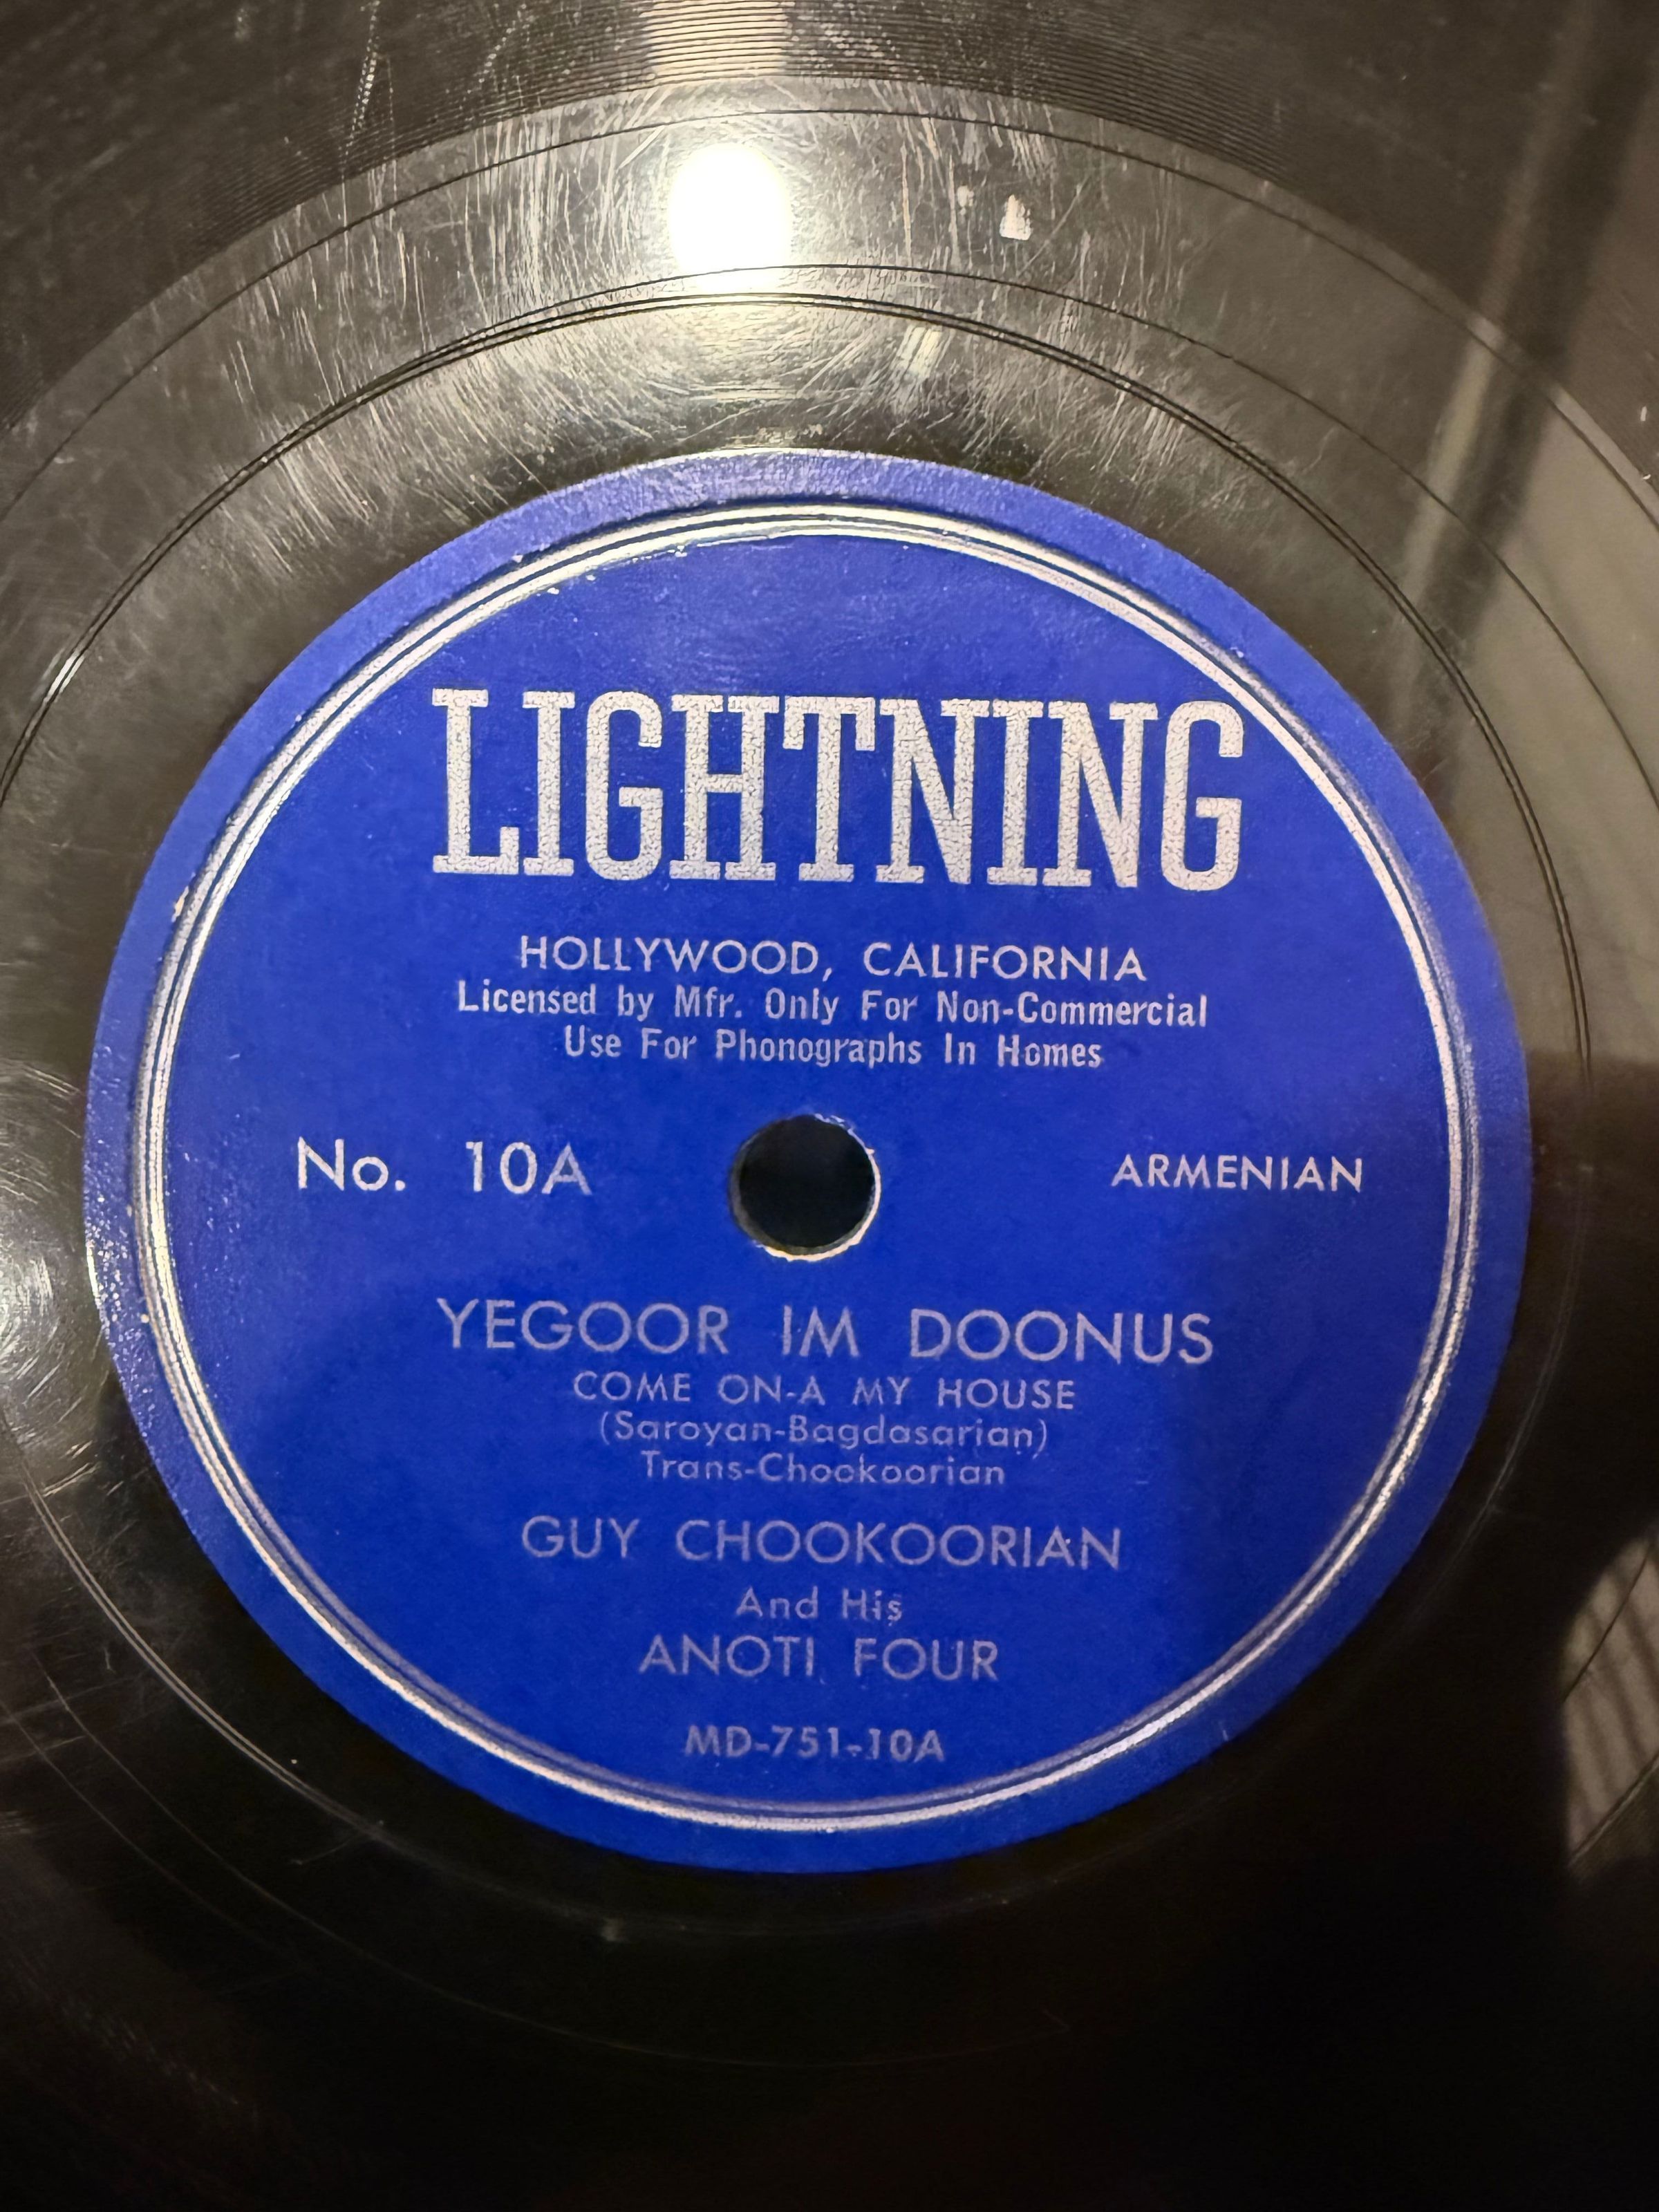 LIGHTNING
HOLLYWOOD, CALIFORNIA
Licensed by Mfr. Only For Non-Commercial
Use For Phonographs In Homes
No. 10A ARMENIAN
YEGOOR IM DOONUS
COME ON-A MY HOUSE
(Saroyan-Bagdasarian)
Trans-Chookoorian
GUY CHOOKOORIAN
And His
ANOTI FOUR
MD-751-10A